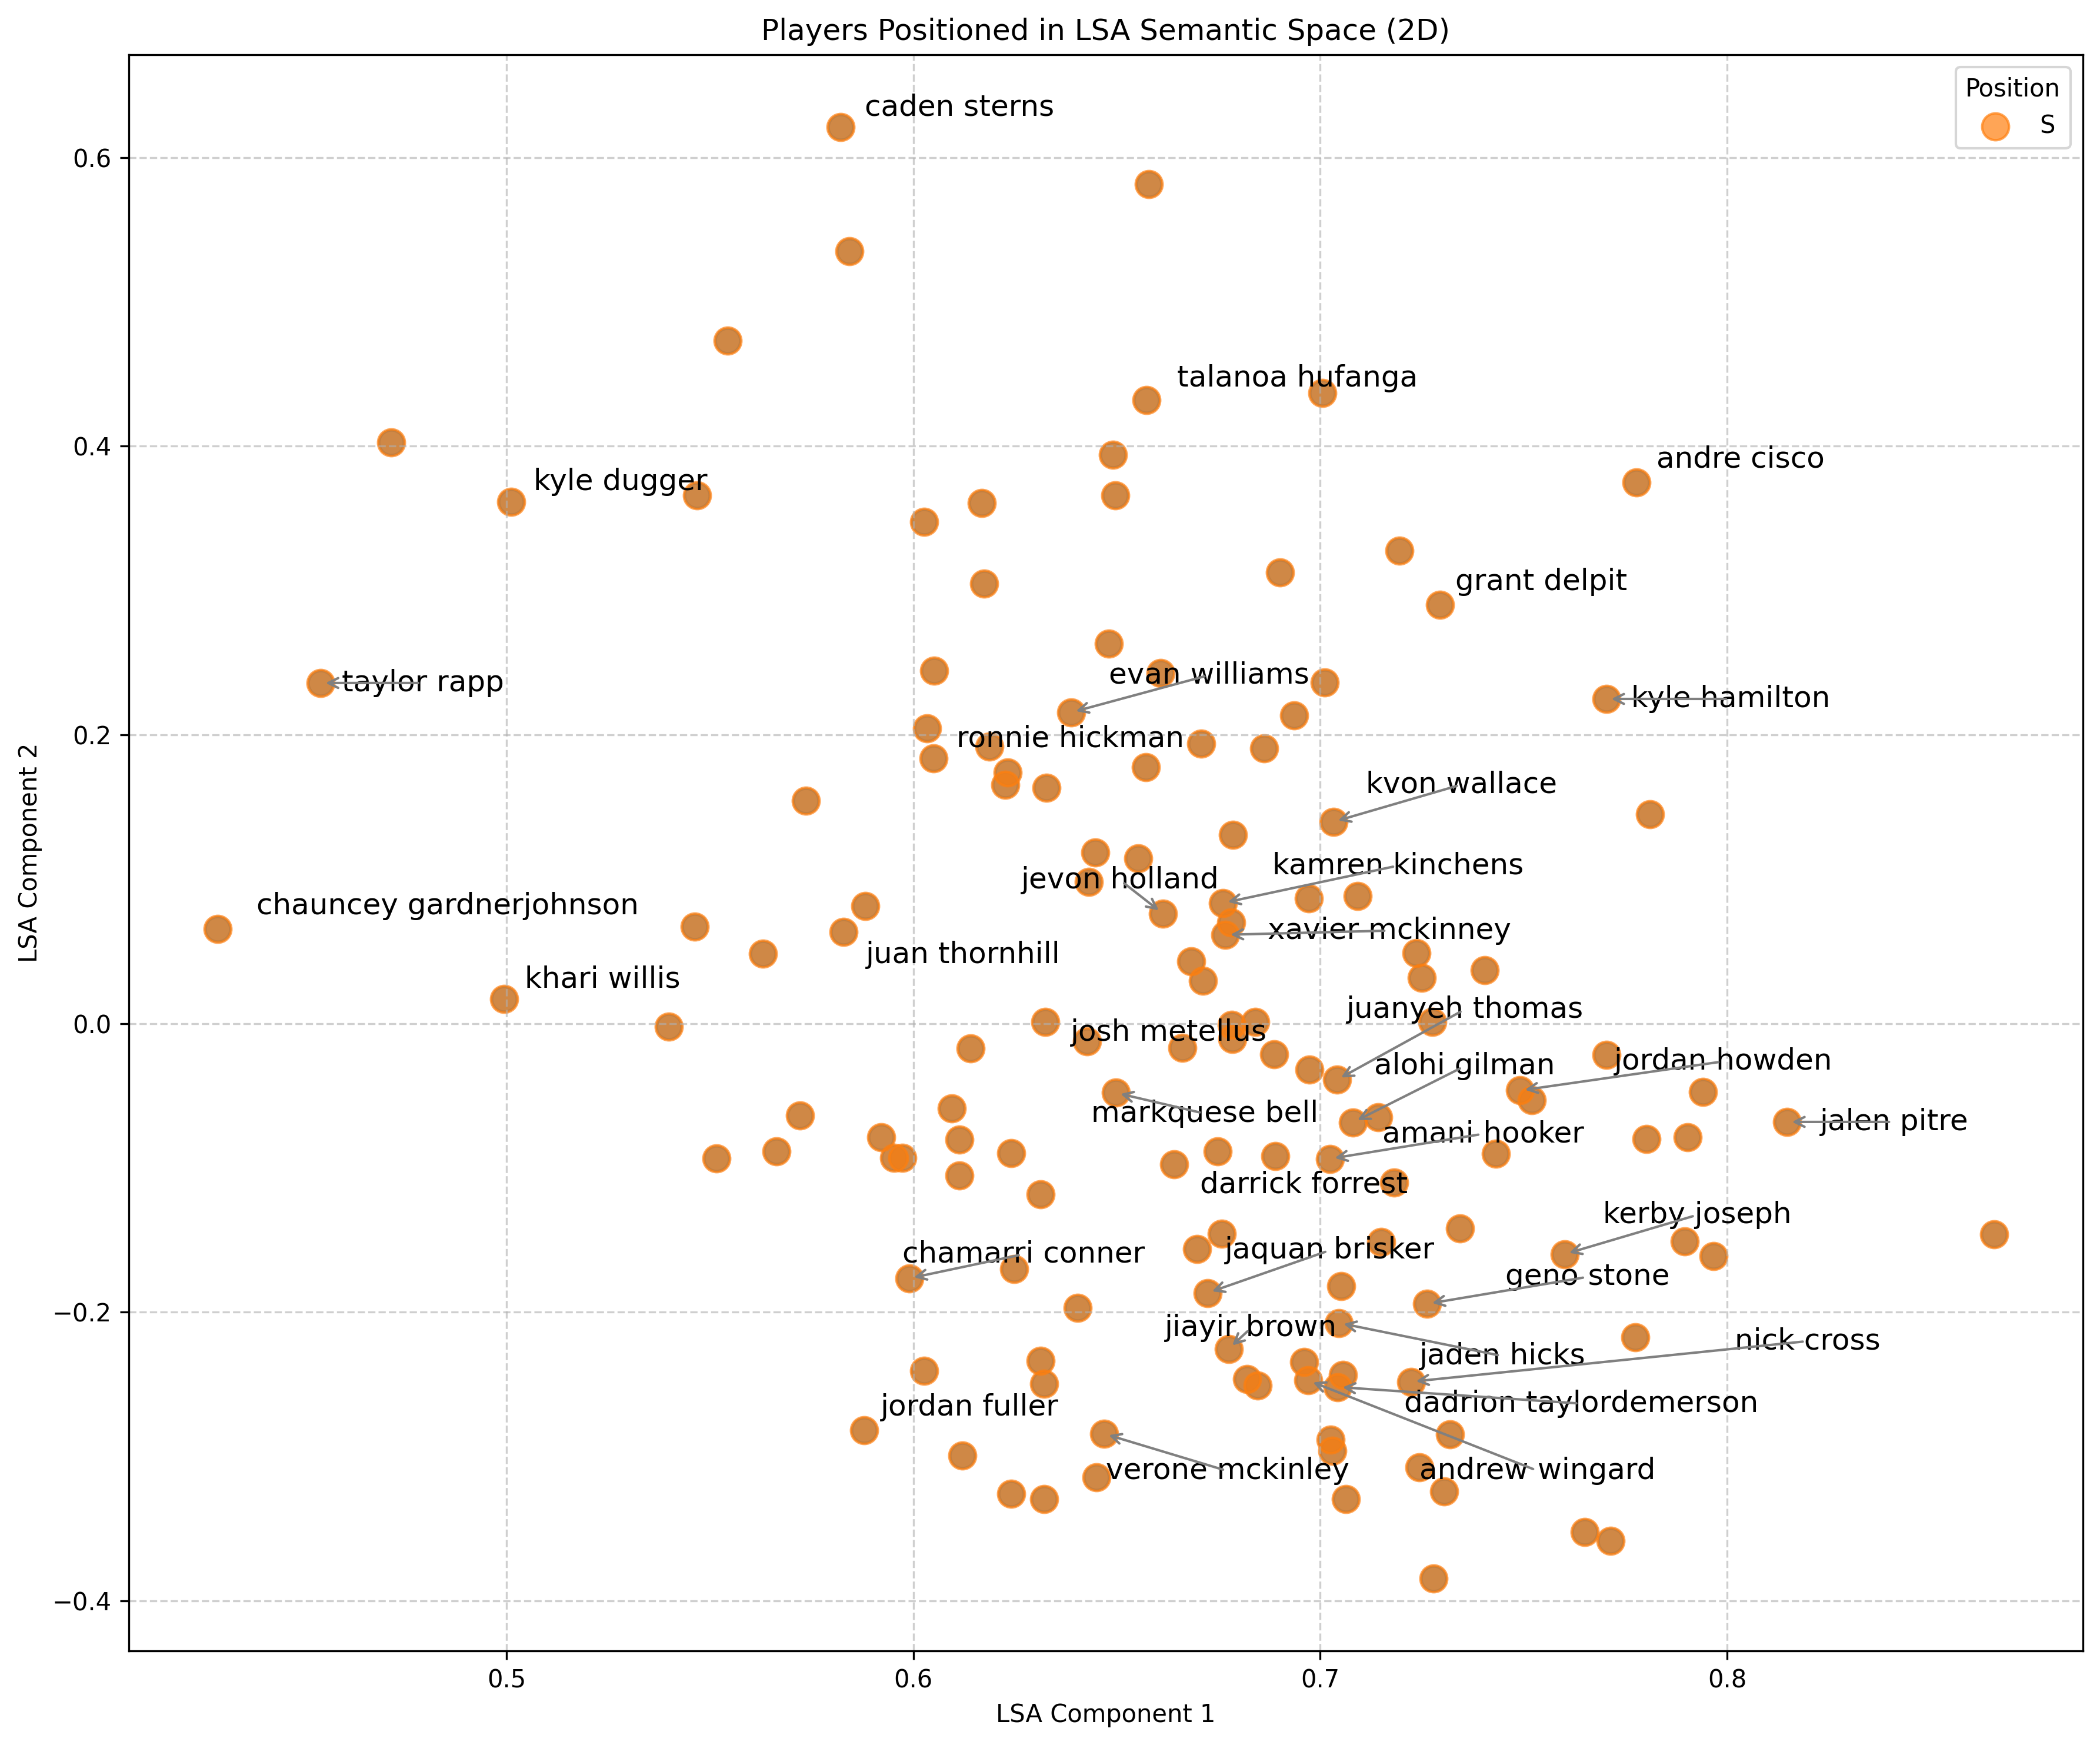 Players Positioned in LSA Semantic Space (2D)
Position
S
caden sterns
talanoa hufanga
andre cisco
kyle dugger
grant delpit
evan williams
taylor rapp
kyle hamilton
ronnie hickman
kvon wallace
kamren kinchens
jevon holland
chauncey gardnerjohnson
xavier mckinney
juan thornhill
khari willis
juanyeh thomas
josh metellus
alohi gilman
jordan howden
markquese bell
jalen pitre
amani hooker
darrick forrest
kerby joseph
chamarri conner
jaquan brisker
geno stone
jiayir brown
nick cross
jaden hicks
dadrion taylordemerson
jordan fuller
verone mckinley
andrew wingard
0.6
0.4
0.2
0.0
−0.2
−0.4
LSA Component 2
0.5
0.6
0.7
0.8
LSA Component 1